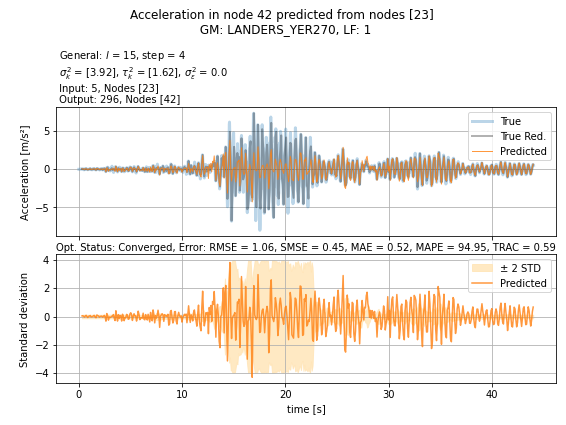 Acceleration in node 42 predicted from nodes [23]
GM: LANDERS_YER270, LF: 1
General: l = 15, step = 4
σ²ₖ = [3.92], τ²ₖ = [1.62], σ²ε = 0.0
Input: 5, Nodes [23]
Output: 296, Nodes [42]
5
0
−5
Acceleration [m/s²]
True
True Red.
Predicted
Opt. Status: Converged, Error: RMSE = 1.06, SMSE = 0.45, MAE = 0.52, MAPE = 94.95, TRAC = 0.59
4
2
0
−2
−4
Standard deviation
± 2 STD
Predicted
0 10 20 30 40
time [s]